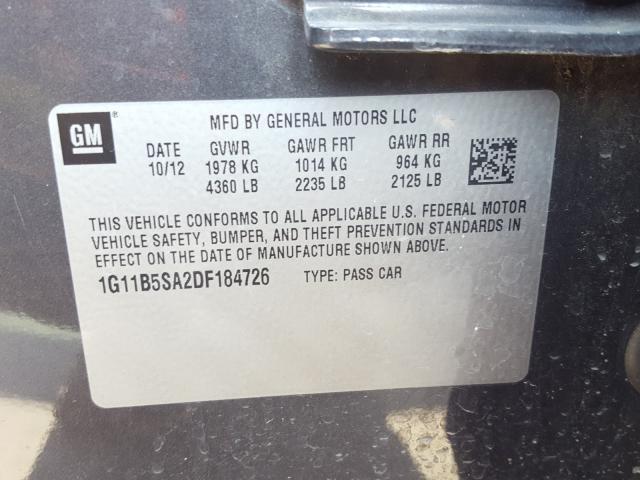 GM ®
MFD BY GENERAL MOTORS LLC
DATE GVWR GAWR FRT GAWR RR
10/12 1978 KG 1014 KG 964 KG
4360 LB 2235 LB 2125 LB
THIS VEHICLE CONFORMS TO ALL APPLICABLE U.S. FEDERAL MOTOR
VEHICLE SAFETY, BUMPER, AND THEFT PREVENTION STANDARDS IN
EFFECT ON THE DATE OF MANUFACTURE SHOWN ABOVE.
1G11B5SA2DF184726 TYPE: PASS CAR